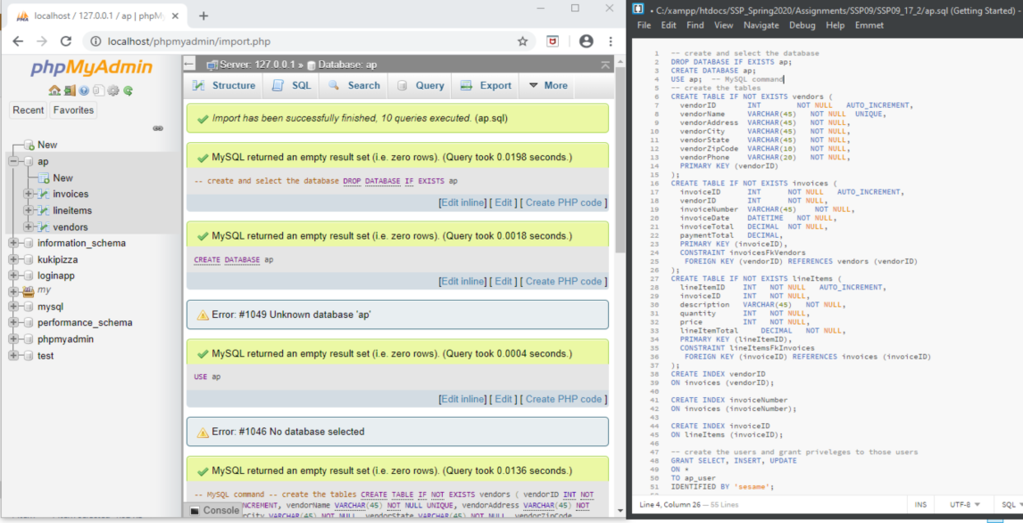 localhost / 127.0.0.1 / ap | phpM
localhost/phpmyadmin/import.php
phpMyAdmin
Recent
Favorites
New
ap
New
invoices
lineitems
vendors
information_schema
kukipizza
loginapp
my
mysql
performance_schema
phpmyadmin
test
Server: 127.0.0.1 » Database: ap
Structure
SQL
Search
Query
Export
More
Import has been successfully finished, 10 queries executed. (ap.sql)
MySQL returned an empty result set (i.e. zero rows). (Query took 0.0198 seconds.)
-- create and select the database DROP DATABASE IF EXISTS ap
[Edit inline] [ Edit ] [ Create PHP code ]
MySQL returned an empty result set (i.e. zero rows). (Query took 0.0018 seconds.)
CREATE DATABASE ap
[Edit inline] [ Edit ] [ Create PHP code ]
Error: #1049 Unknown database 'ap'
MySQL returned an empty result set (i.e. zero rows). (Query took 0.0004 seconds.)
USE ap
[Edit inline] [ Edit ] [ Create PHP code ]
Error: #1046 No database selected
MySQL returned an empty result set (i.e. zero rows). (Query took 0.0136 seconds.)
-- MySQL command -- create the tables CREATE TABLE IF NOT EXISTS vendors ( vendorID INT NOT
INCREMENT, vendorName VARCHAR(45) NOT NULL UNIQUE, vendorAddress VARCHAR(45) NOT
Console
• C:/xampp/htdocs/SSP_Spring2020/Assignments/SSP09/SSP09_17_2/ap.sql (Getting Started) -
File Edit Find View Navigate Debug Help Emmet
1 -- create and select the database
2 DROP DATABASE IF EXISTS ap;
3 CREATE DATABASE ap;
4 USE ap; -- MySQL command
5 -- create the tables
6 CREATE TABLE IF NOT EXISTS vendors (
7 vendorID INT NOT NULL AUTO_INCREMENT,
8 vendorName VARCHAR(45) NOT NULL UNIQUE,
9 vendorAddress VARCHAR(45) NOT NULL,
10 vendorCity VARCHAR(45) NOT NULL,
11 vendorState VARCHAR(45) NOT NULL,
12 vendorZipCode VARCHAR(10) NOT NULL,
13 vendorPhone VARCHAR(20) NOT NULL,
14 PRIMARY KEY (vendorID)
15 );
16 CREATE TABLE IF NOT EXISTS invoices (
17 invoiceID INT NOT NULL AUTO_INCREMENT,
18 vendorID INT NOT NULL,
19 invoiceNumber VARCHAR(45) NOT NULL,
20 invoiceDate DATETIME NOT NULL,
21 invoiceTotal DECIMAL NOT NULL,
22 paymentTotal DECIMAL,
23 PRIMARY KEY (invoiceID),
24 CONSTRAINT invoicesFkVendors
25 FOREIGN KEY (vendorID) REFERENCES vendors (vendorID)
26 );
27 CREATE TABLE IF NOT EXISTS lineItems (
28 lineItemID INT NOT NULL AUTO_INCREMENT,
29 invoiceID INT NOT NULL,
30 description VARCHAR(45) NOT NULL,
31 quantity INT NOT NULL,
32 price INT NOT NULL,
33 lineItemTotal DECIMAL NOT NULL,
34 PRIMARY KEY (lineItemID),
35 CONSTRAINT lineItemsFkInvoices
36 FOREIGN KEY (invoiceID) REFERENCES invoices (invoiceID)
37 );
38 CREATE INDEX vendorID
39 ON invoices (vendorID);
40
41 CREATE INDEX invoiceNumber
42 ON invoices (invoiceNumber);
43
44 CREATE INDEX invoiceID
45 ON lineItems (invoiceID);
46
47 -- create the users and grant priveleges to those users
48 GRANT SELECT, INSERT, UPDATE
49 ON *
50 TO ap_user
51 IDENTIFIED BY 'sesame';
Line 4, Column 26 — 55 Lines
INS
UTF-8
SQL